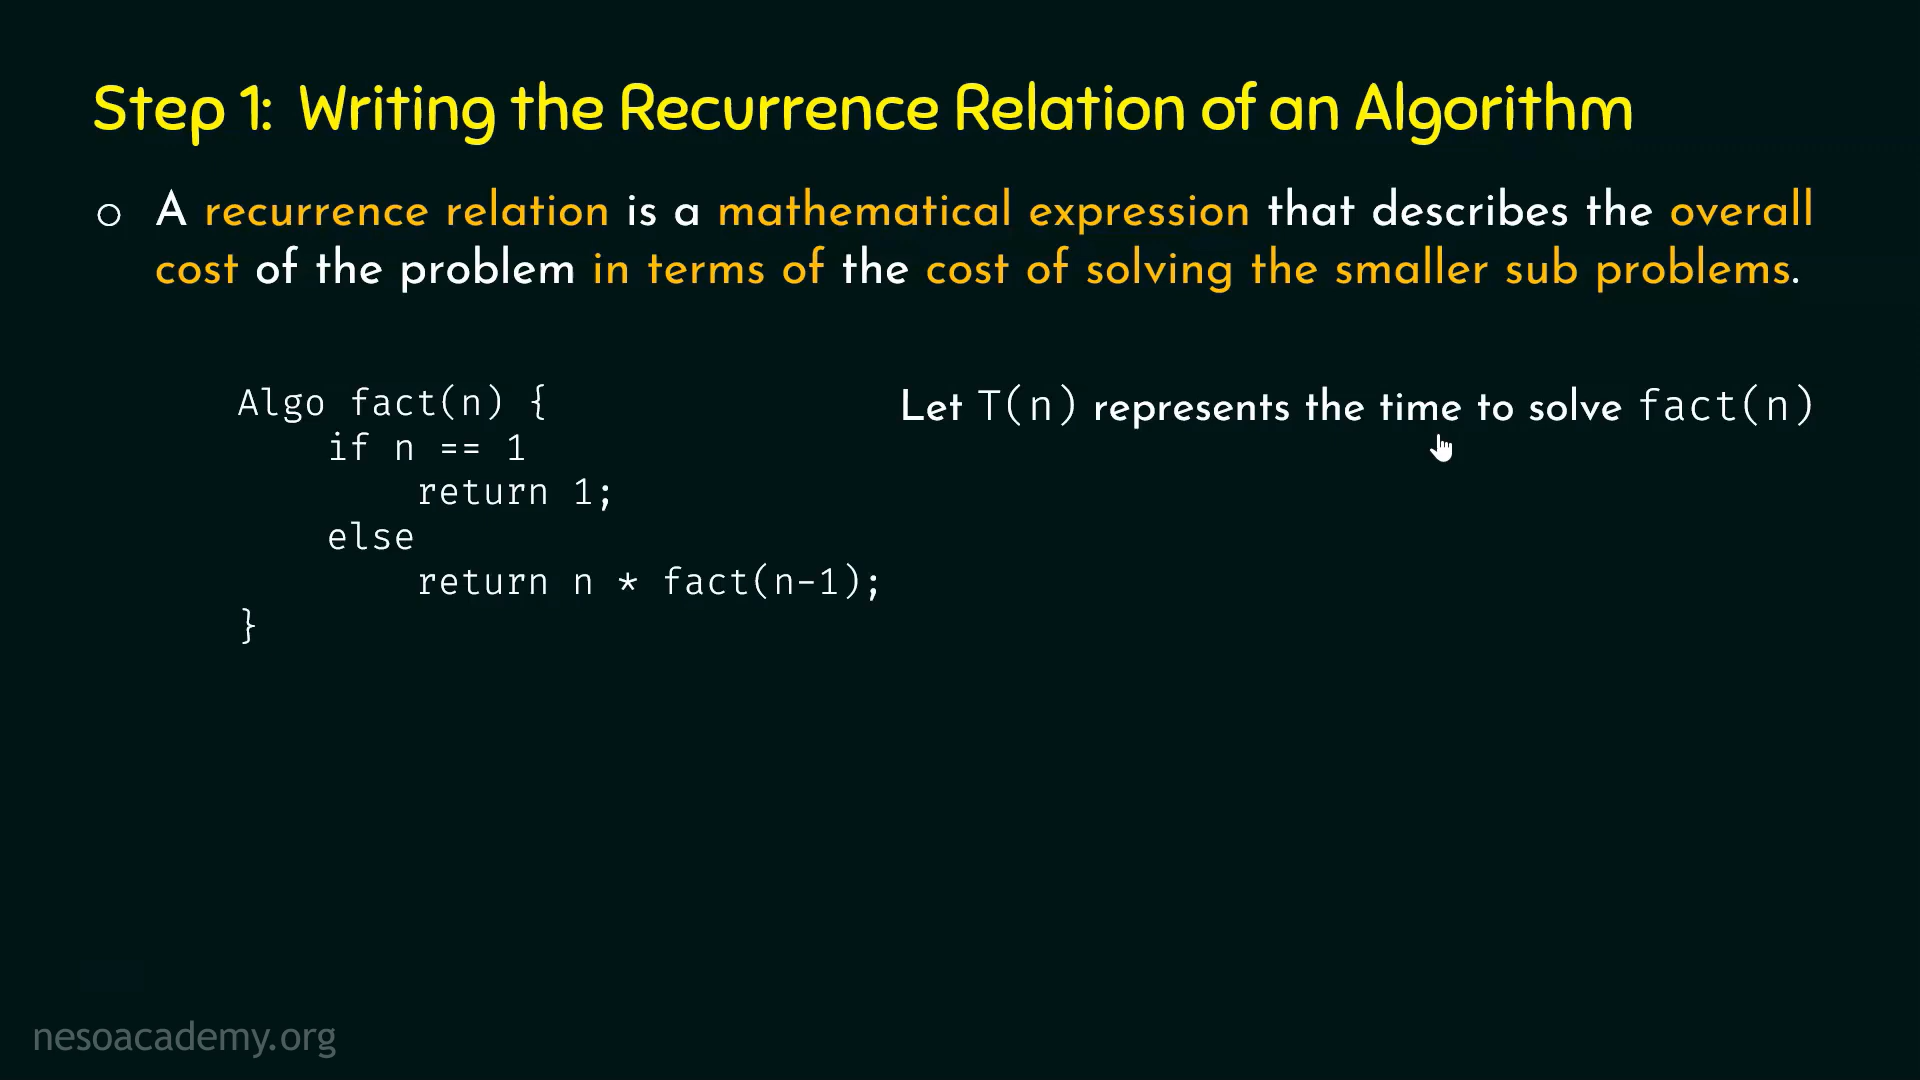 Step 1: Writing the Recurrence Relation of an Algorithm
○ A recurrence relation is a mathematical expression that describes the overall
cost of the problem in terms of the cost of solving the smaller sub problems.
Algo fact(n) {
if n == 1
return 1;
else
return n * fact(n-1);
}
Let T(n) represents the time to solve fact(n)
nesoacademy.org